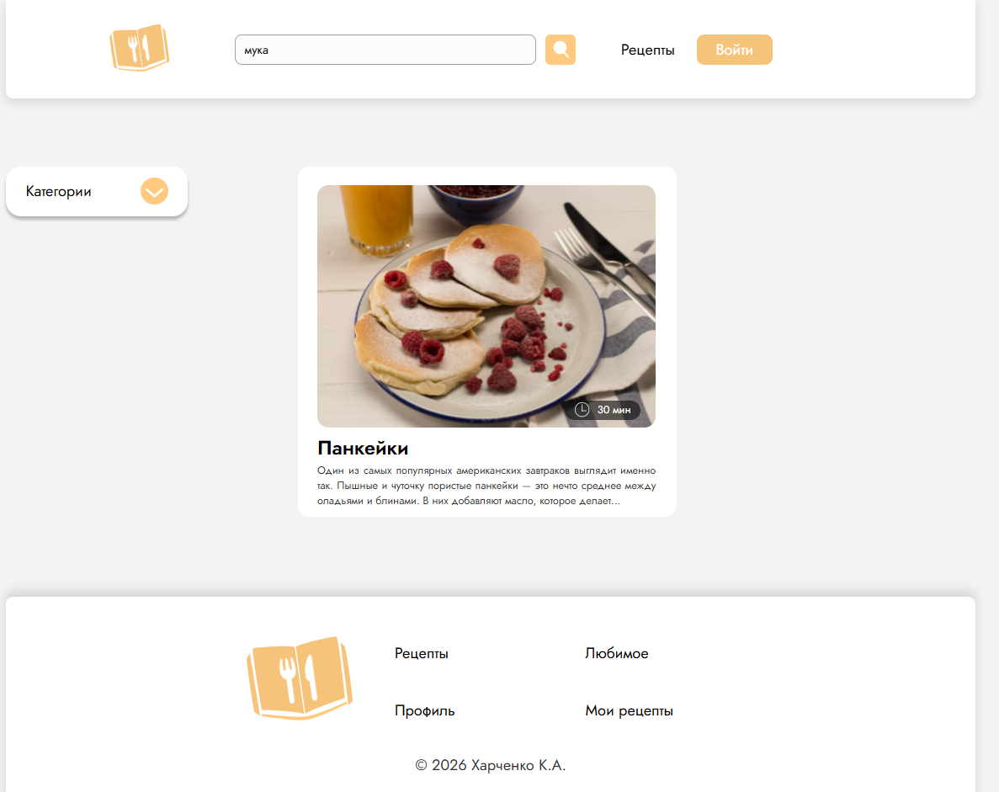 мука
Рецепты
Войти
Категории
30 мин
Панкейки
Один из самых популярных американских завтраков выглядит именно
так. Пышные и чуточку пористые панкейки — это нечто среднее между
оладьями и блинами. В них добавляют масло, которое делает...
Рецепты
Любимое
Профиль
Мои рецепты
© 2026 Харченко К.А.